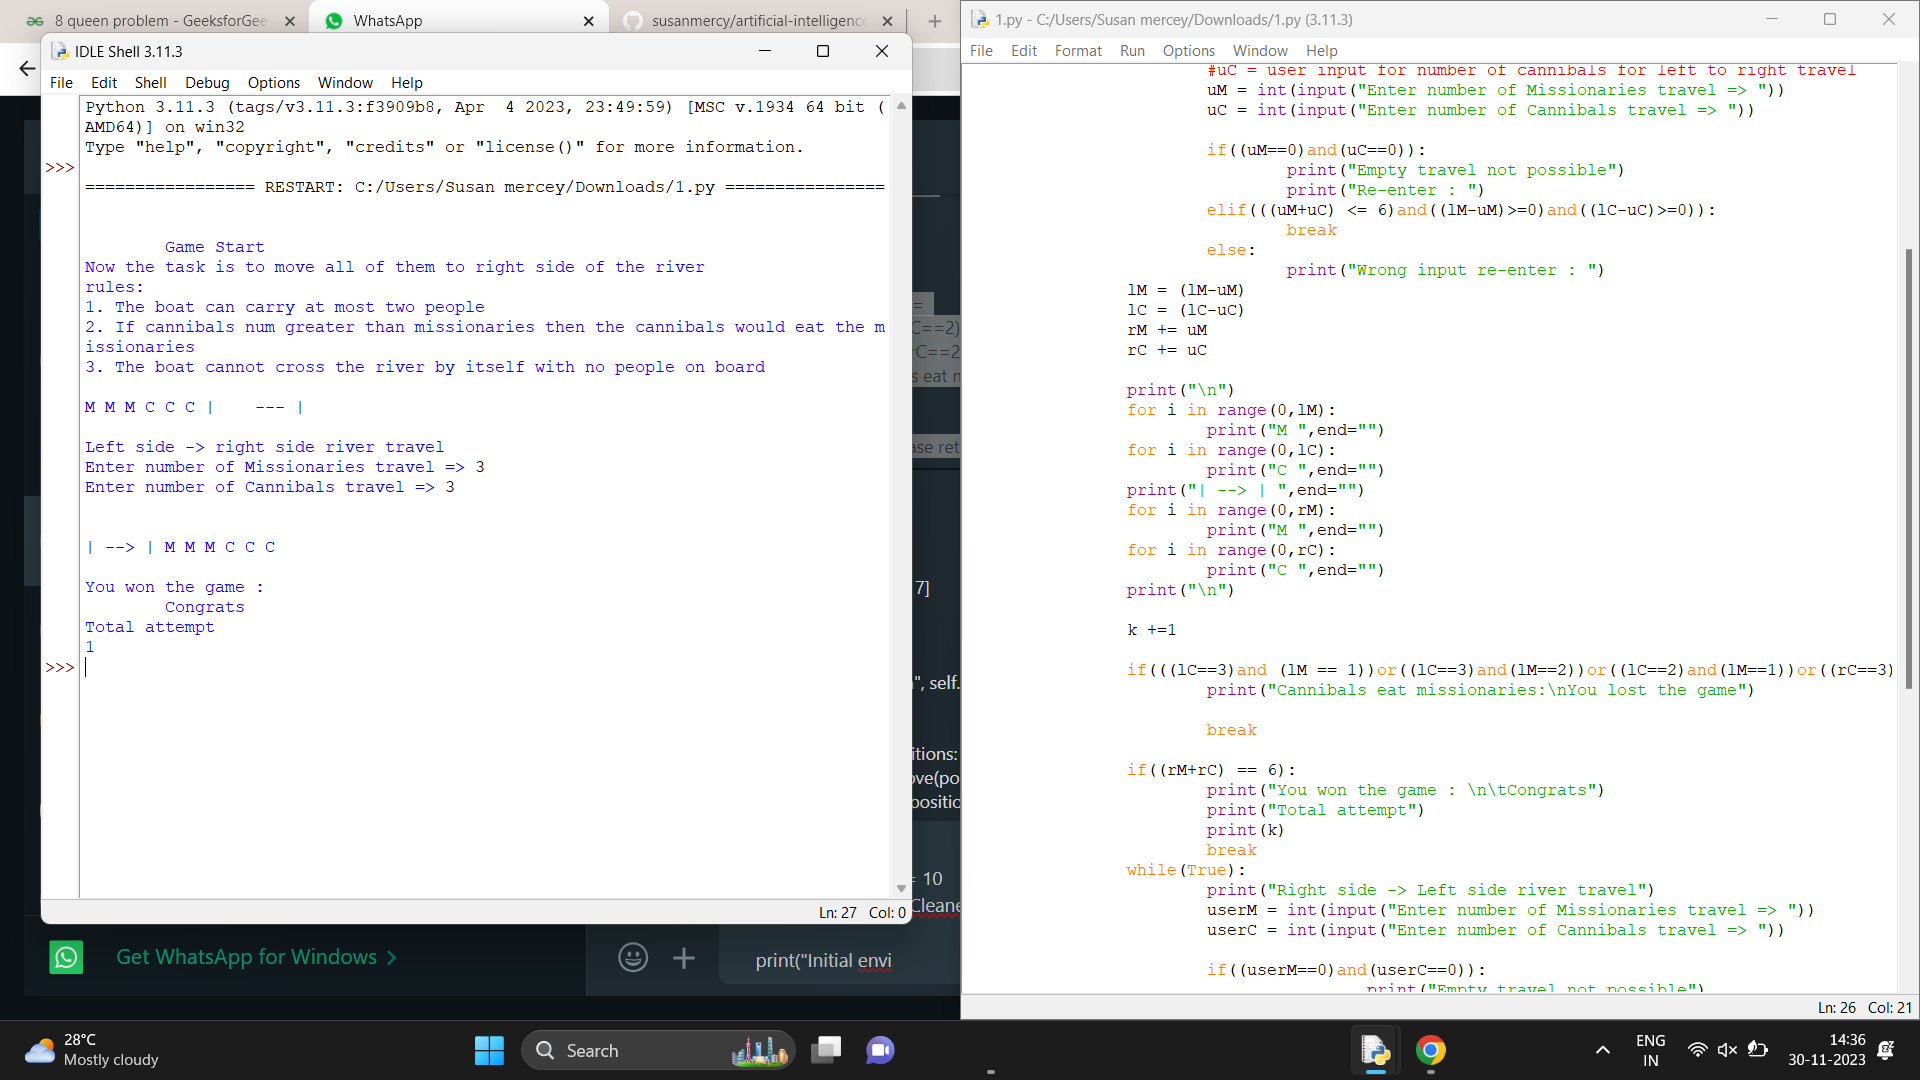 8 queen problem - GeeksforGee
WhatsApp
susanmercy/artificial-intelligence
IDLE Shell 3.11.3
File Edit Shell Debug Options Window Help
Python 3.11.3 (tags/v3.11.3:f3909b8, Apr  4 2023, 23:49:59) [MSC v.1934 64 bit (
AMD64)] on win32
Type "help", "copyright", "credits" or "license()" for more information.
>>>
================= RESTART: C:/Users/Susan mercey/Downloads/1.py ================
Game Start
Now the task is to move all of them to right side of the river
rules:
1. The boat can carry at most two people
2. If cannibals num greater than missionaries then the cannibals would eat the m
issionaries
3. The boat cannot cross the river by itself with no people on board
M M M C C C |    --- |
Left side -> right side river travel
Enter number of Missionaries travel => 3
Enter number of Cannibals travel => 3
| --> | M M M C C C
You won the game :
Congrats
Total attempt
1
>>>
Ln: 27 Col: 0
=
C==2)
rC==2
s eat m
ase ret
7]
", self.
itions:
ove(po
positio
= 10
Cleane
Get WhatsApp for Windows
print("Initial envi
1.py - C:/Users/Susan mercey/Downloads/1.py (3.11.3)
File Edit Format Run Options Window Help
#uC = user input for number of cannibals for left to right travel
uM = int(input("Enter number of Missionaries travel => "))
uC = int(input("Enter number of Cannibals travel => "))
if((uM==0)and(uC==0)):
print("Empty travel not possible")
print("Re-enter : ")
elif(((uM+uC) <= 6)and((lM-uM)>=0)and((lC-uC)>=0)):
break
else:
print("Wrong input re-enter : ")
lM = (lM-uM)
lC = (lC-uC)
rM += uM
rC += uC
print("\n")
for i in range(0,lM):
print("M ",end="")
for i in range(0,lC):
print("C ",end="")
print("| --> | ",end="")
for i in range(0,rM):
print("M ",end="")
for i in range(0,rC):
print("C ",end="")
print("\n")
k +=1
if(((lC==3)and (lM == 1))or((lC==3)and(lM==2))or((lC==2)and(lM==1))or((rC==3)
print("Cannibals eat missionaries:\nYou lost the game")
break
if((rM+rC) == 6):
print("You won the game : \n\tCongrats")
print("Total attempt")
print(k)
break
while(True):
print("Right side -> Left side river travel")
userM = int(input("Enter number of Missionaries travel => "))
userC = int(input("Enter number of Cannibals travel => "))
if((userM==0)and(userC==0)):
print("Empty travel not possible")
Ln: 26 Col: 21
28°C
Mostly cloudy
Search
ENG
IN
14:36
30-11-2023